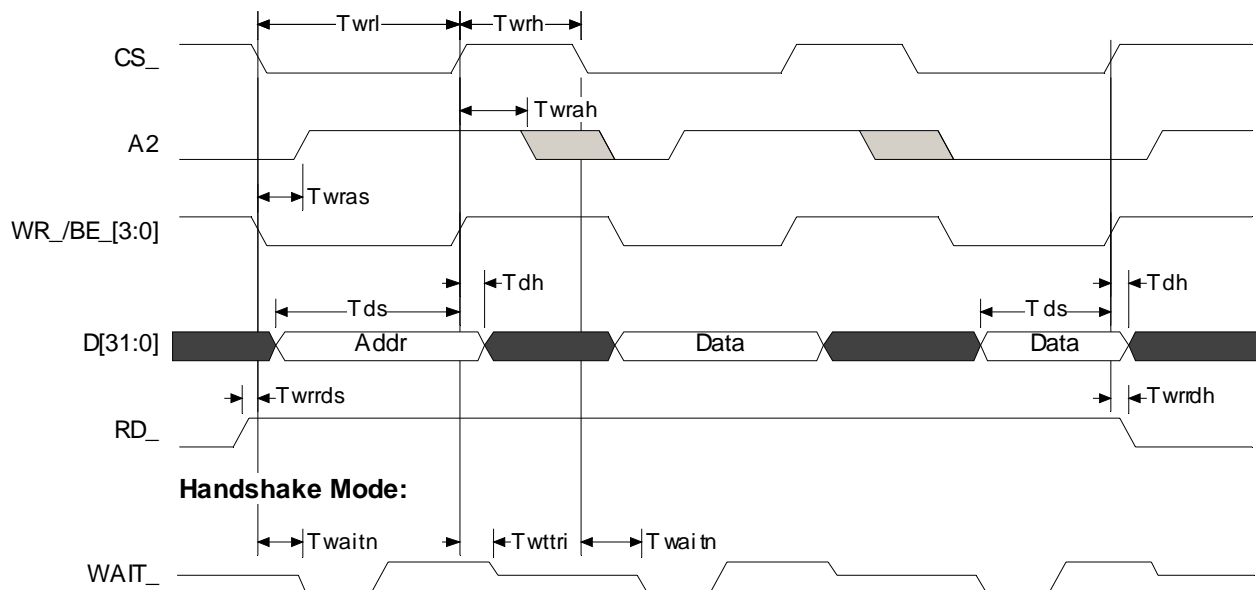 Twrl Twrh
CS_
Twrah
A2
Twras
WR_/BE_[3:0]
Tdh Tdh
Tds Tds
D[31:0] Addr Data Data
Twrrds Twrrdh
RD_
Handshake Mode:
Twaitn Twttri Twaitn
WAIT_